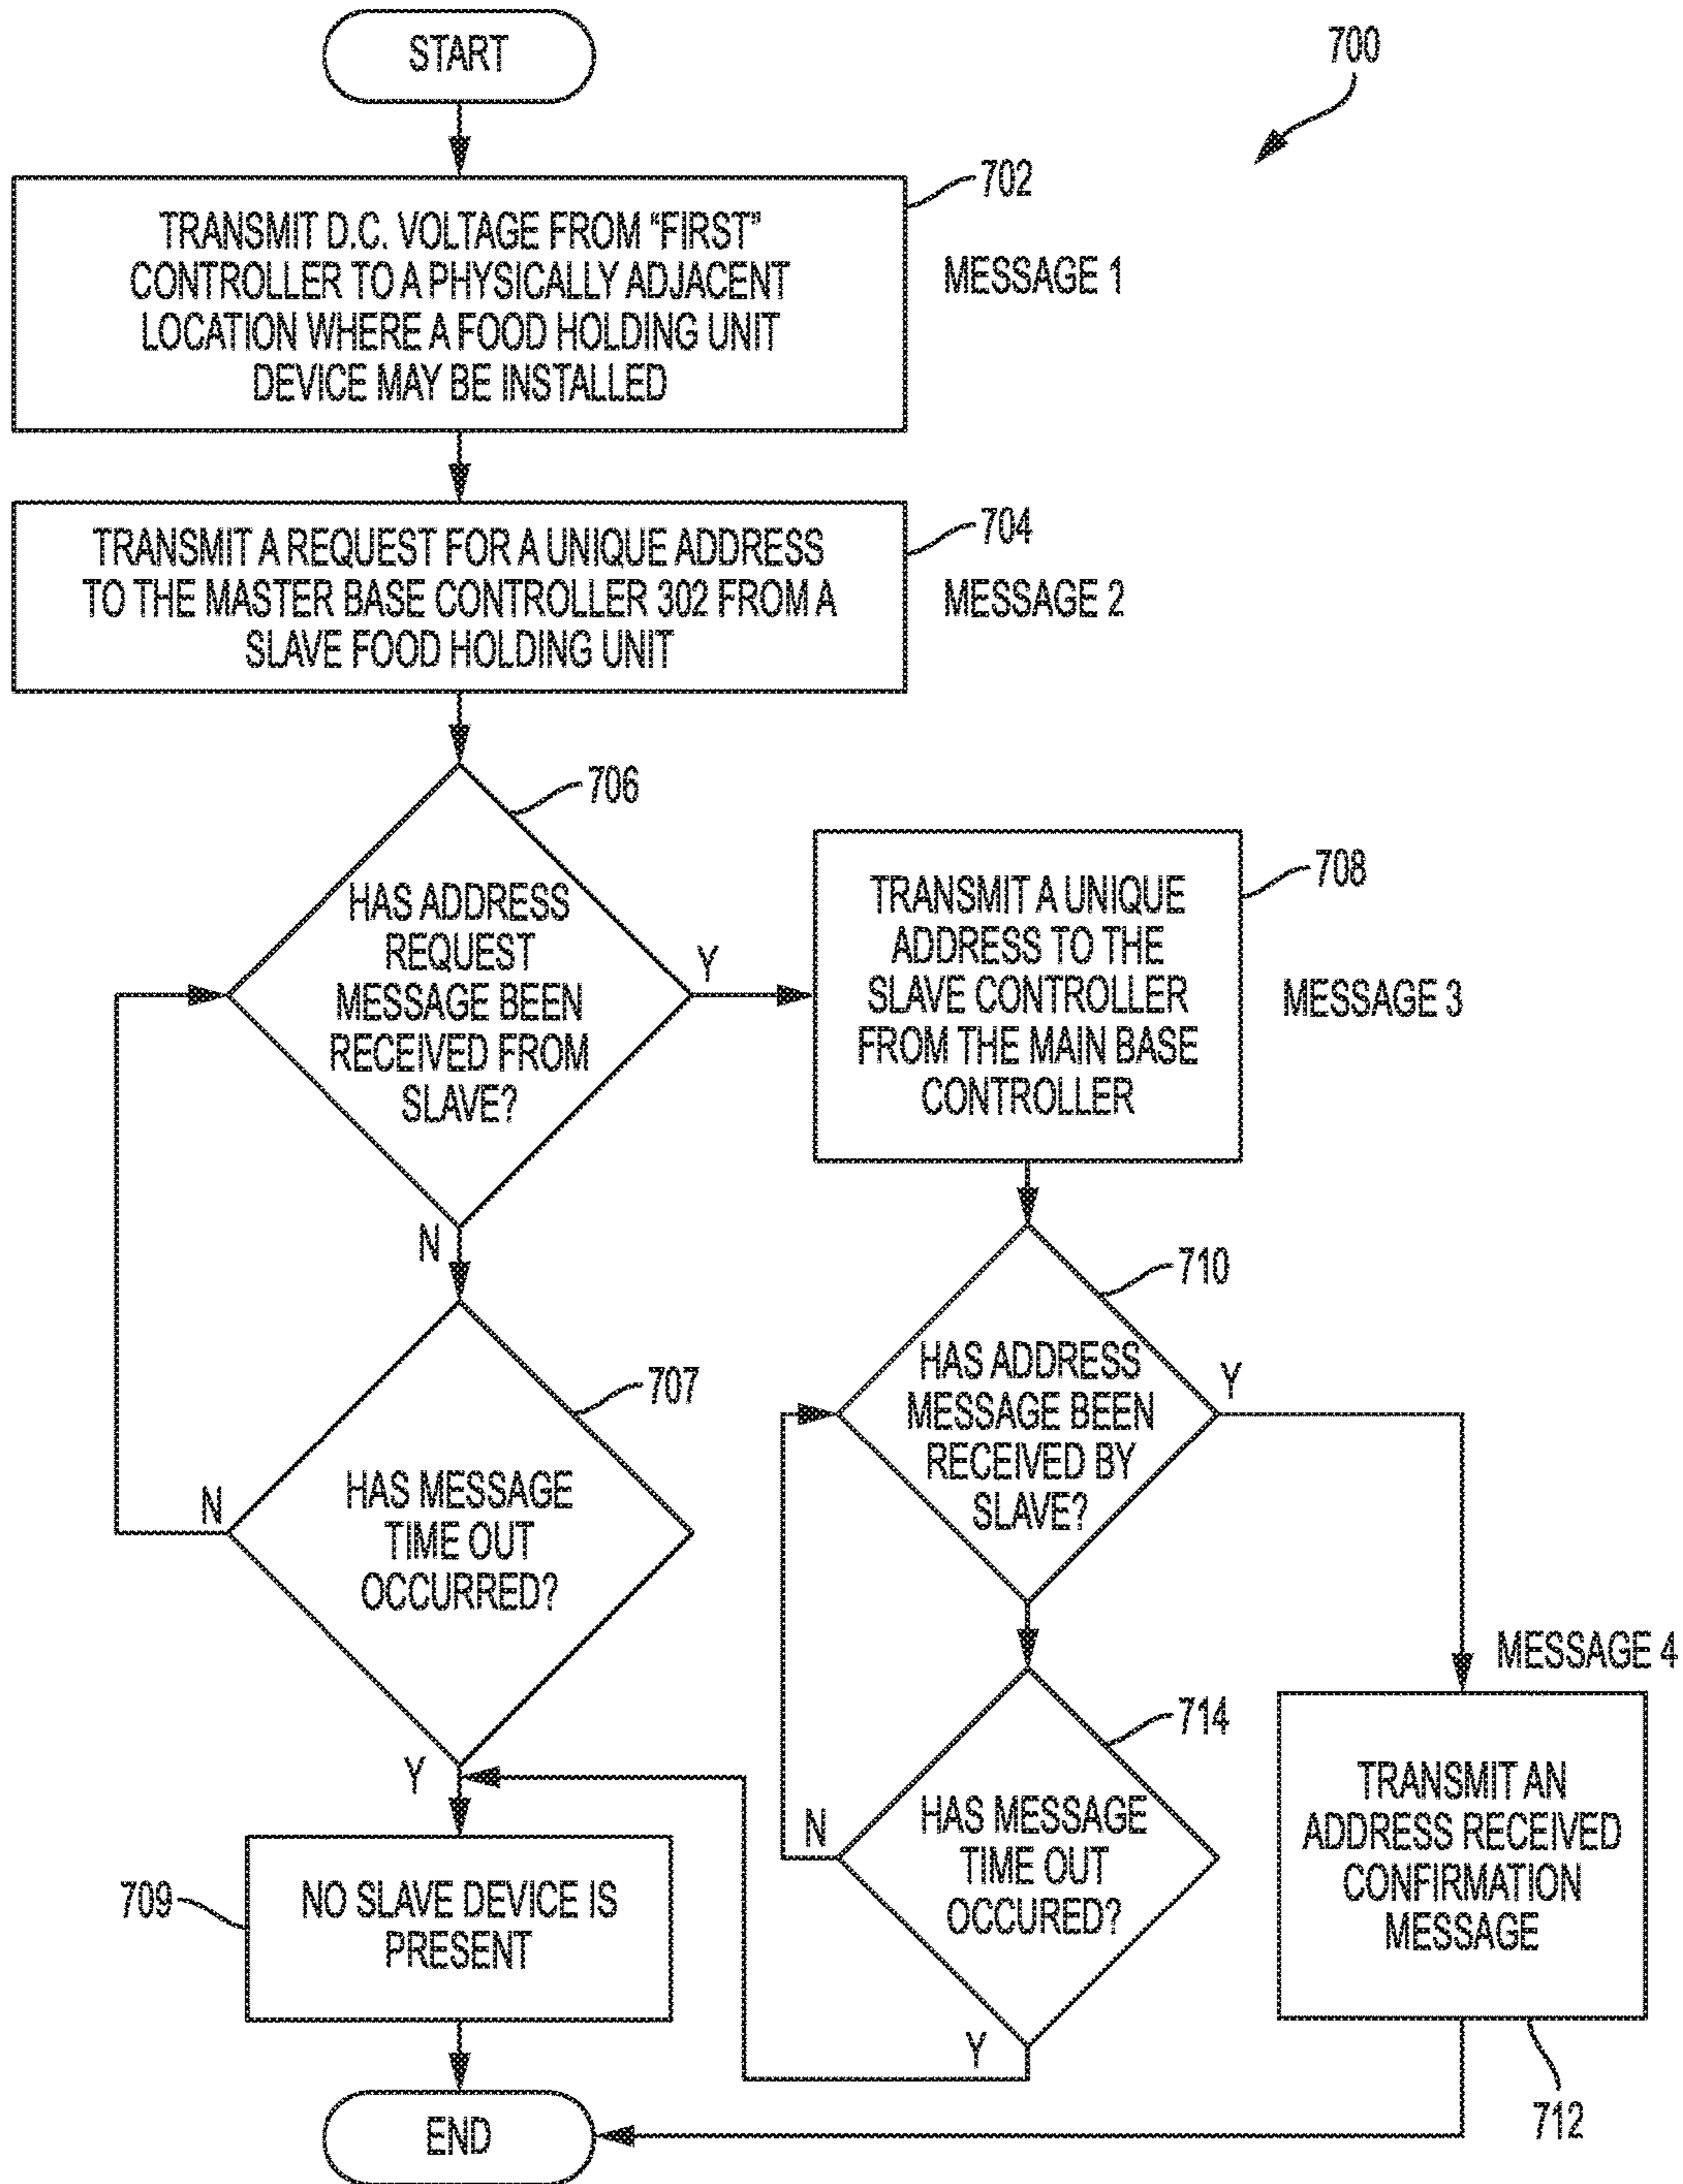 START
700
702
TRANSMIT D.C. VOLTAGE FROM “FIRST”
CONTROLLER TO A PHYSICALLY ADJACENT
LOCATION WHERE A FOOD HOLDING UNIT
DEVICE MAY BE INSTALLED
MESSAGE 1
704
TRANSMIT A REQUEST FOR A UNIQUE ADDRESS
TO THE MASTER BASE CONTROLLER 302 FROM A
SLAVE FOOD HOLDING UNIT
MESSAGE 2
706
HAS ADDRESS
REQUEST
MESSAGE BEEN
RECEIVED FROM
SLAVE?
Y
N
708
TRANSMIT A UNIQUE
ADDRESS TO THE
SLAVE CONTROLLER
FROM THE MAIN BASE
CONTROLLER
MESSAGE 3
707
HAS MESSAGE
TIME OUT
OCCURRED?
N
Y
710
HAS ADDRESS
MESSAGE BEEN
RECEIVED BY
SLAVE?
Y
714
HAS MESSAGE
TIME OUT
OCCURED?
N
Y
MESSAGE 4
TRANSMIT AN
ADDRESS RECEIVED
CONFIRMATION
MESSAGE
712
709
NO SLAVE DEVICE IS
PRESENT
END